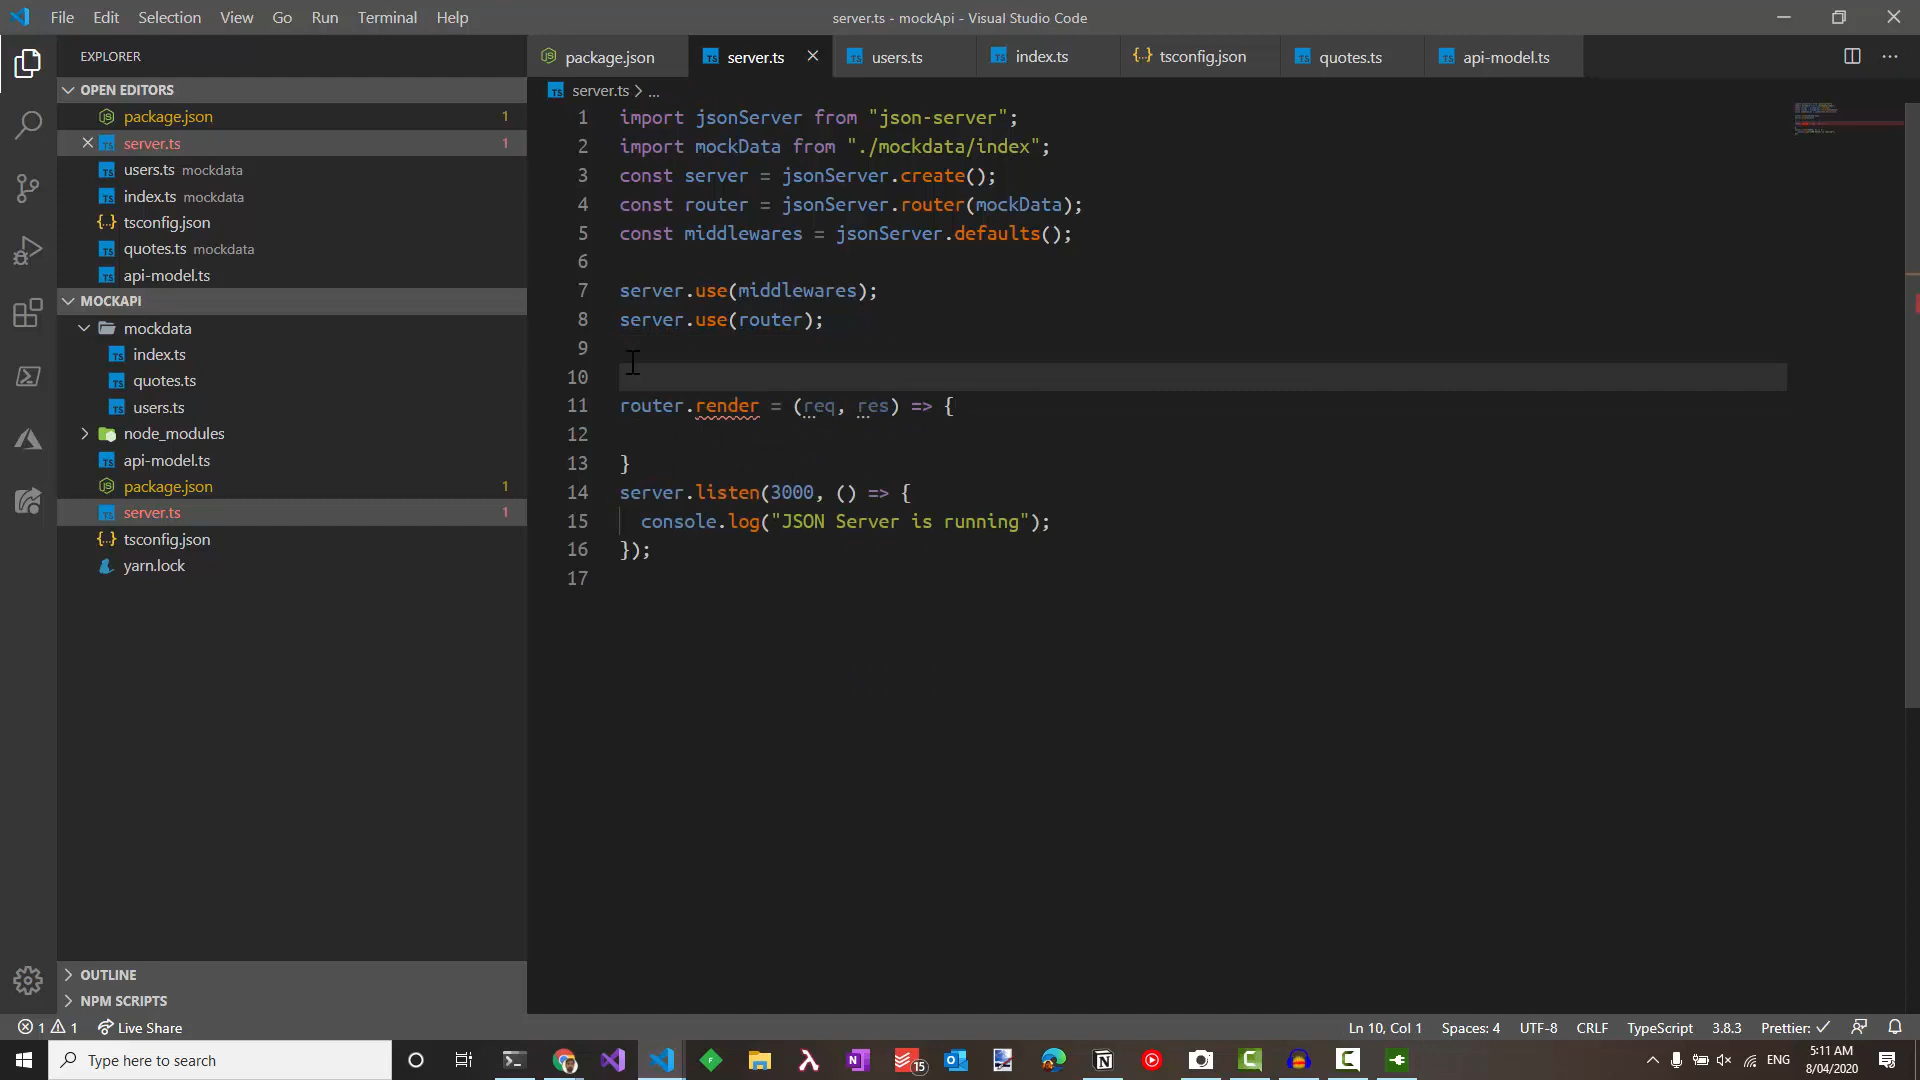 File Edit Selection View Go Run Terminal Help
server.ts - mockApi - Visual Studio Code
EXPLORER
OPEN EDITORS
package.json 1
server.ts 1
users.ts mockdata
index.ts mockdata
tsconfig.json
quotes.ts mockdata
api-model.ts
MOCKAPI
mockdata
index.ts
quotes.ts
users.ts
node_modules
api-model.ts
package.json 1
server.ts 1
tsconfig.json
yarn.lock
OUTLINE
NPM SCRIPTS
package.json server.ts users.ts index.ts tsconfig.json quotes.ts api-model.ts
server.ts > ...
1 import jsonServer from "json-server";
2 import mockData from "./mockdata/index";
3 const server = jsonServer.create();
4 const router = jsonServer.router(mockData);
5 const middlewares = jsonServer.defaults();
6
7 server.use(middlewares);
8 server.use(router);
9
10
11 router.render = (req, res) => {
12
13 }
14 server.listen(3000, () => {
15 console.log("JSON Server is running");
16 });
17
1 1 Live Share
Ln 10, Col 1 Spaces: 4 UTF-8 CRLF TypeScript 3.8.3 Prettier: ✓
Type here to search
15
ENG
5:11 AM
8/04/2020